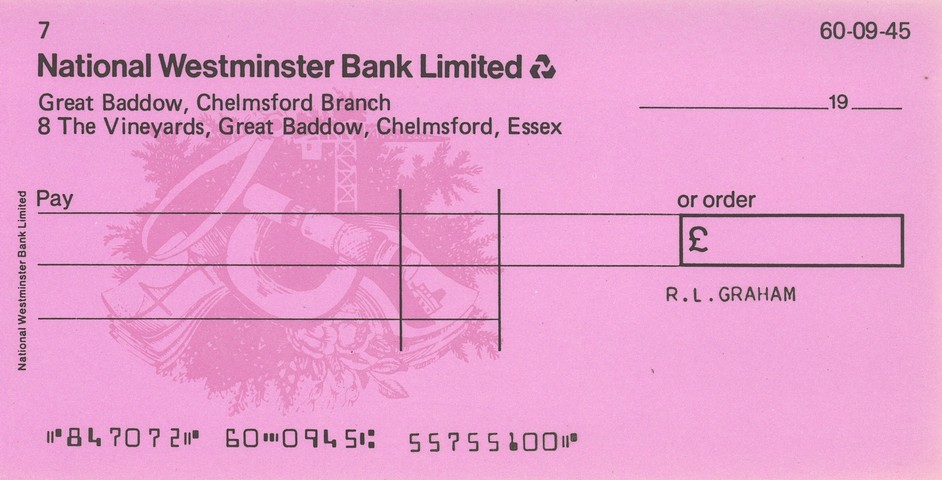 7
60-09-45
National Westminster Bank Limited
Great Baddow, Chelmsford Branch
8 The Vineyards, Great Baddow, Chelmsford, Essex
19
Pay
or order
£
R.L.GRAHAM
National Westminster Bank Limited
⑈847072⑈ 60⑉0945⑆ 55755100⑈